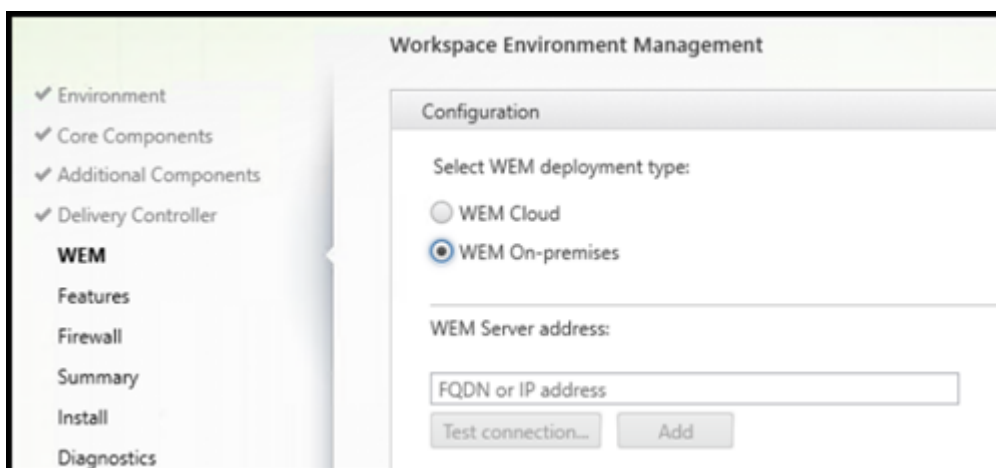 Workspace Environment Management
Environment
Core Components
Additional Components
Delivery Controller
WEM
Features
Firewall
Summary
Install
Diagnostics
Configuration
Select WEM deployment type:
WEM Cloud
WEM On-premises
WEM Server address:
FQDN or IP address
Test connection...
Add